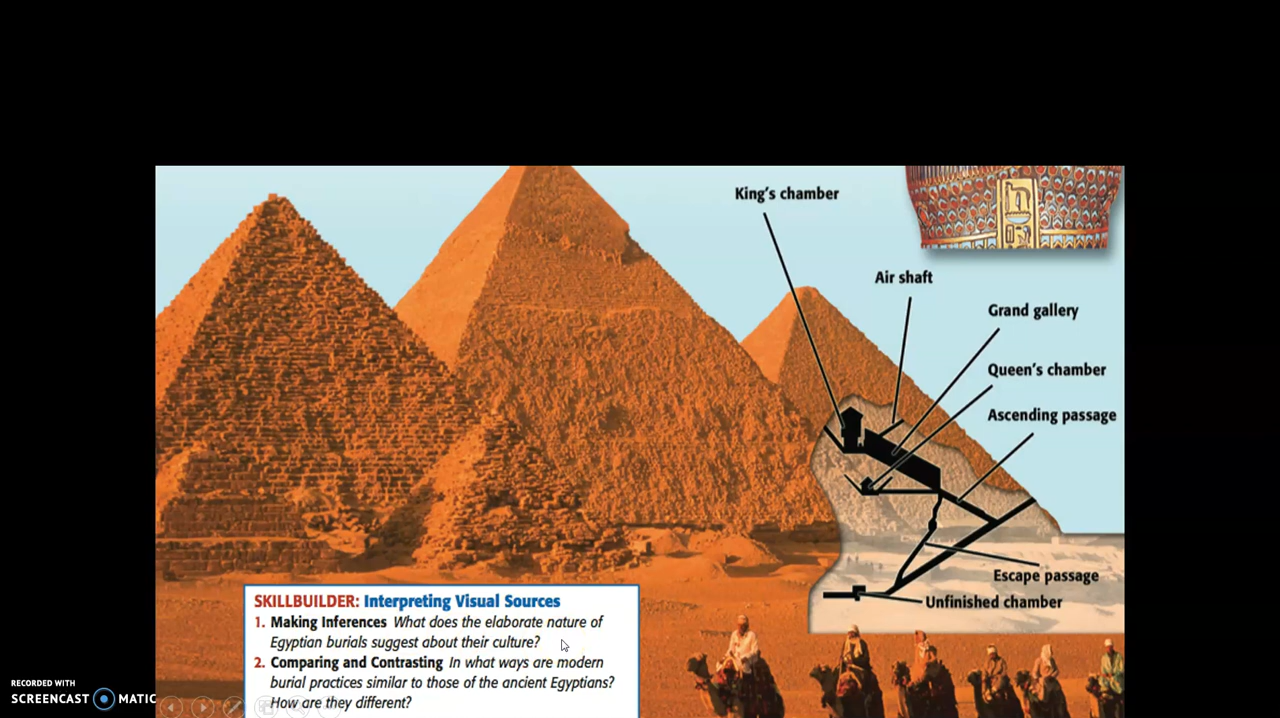 King's chamber
Air shaft
Grand gallery
Queen's chamber
Ascending passage
Escape passage
Unfinished chamber
SKILLBUILDER: Interpreting Visual Sources
1. Making Inferences What does the elaborate nature of
Egyptian burials suggest about their culture?
2. Comparing and Contrasting In what ways are modern
burial practices similar to those of the ancient Egyptians?
How are they different?
RECORDED WITH
SCREENCAST MATIC